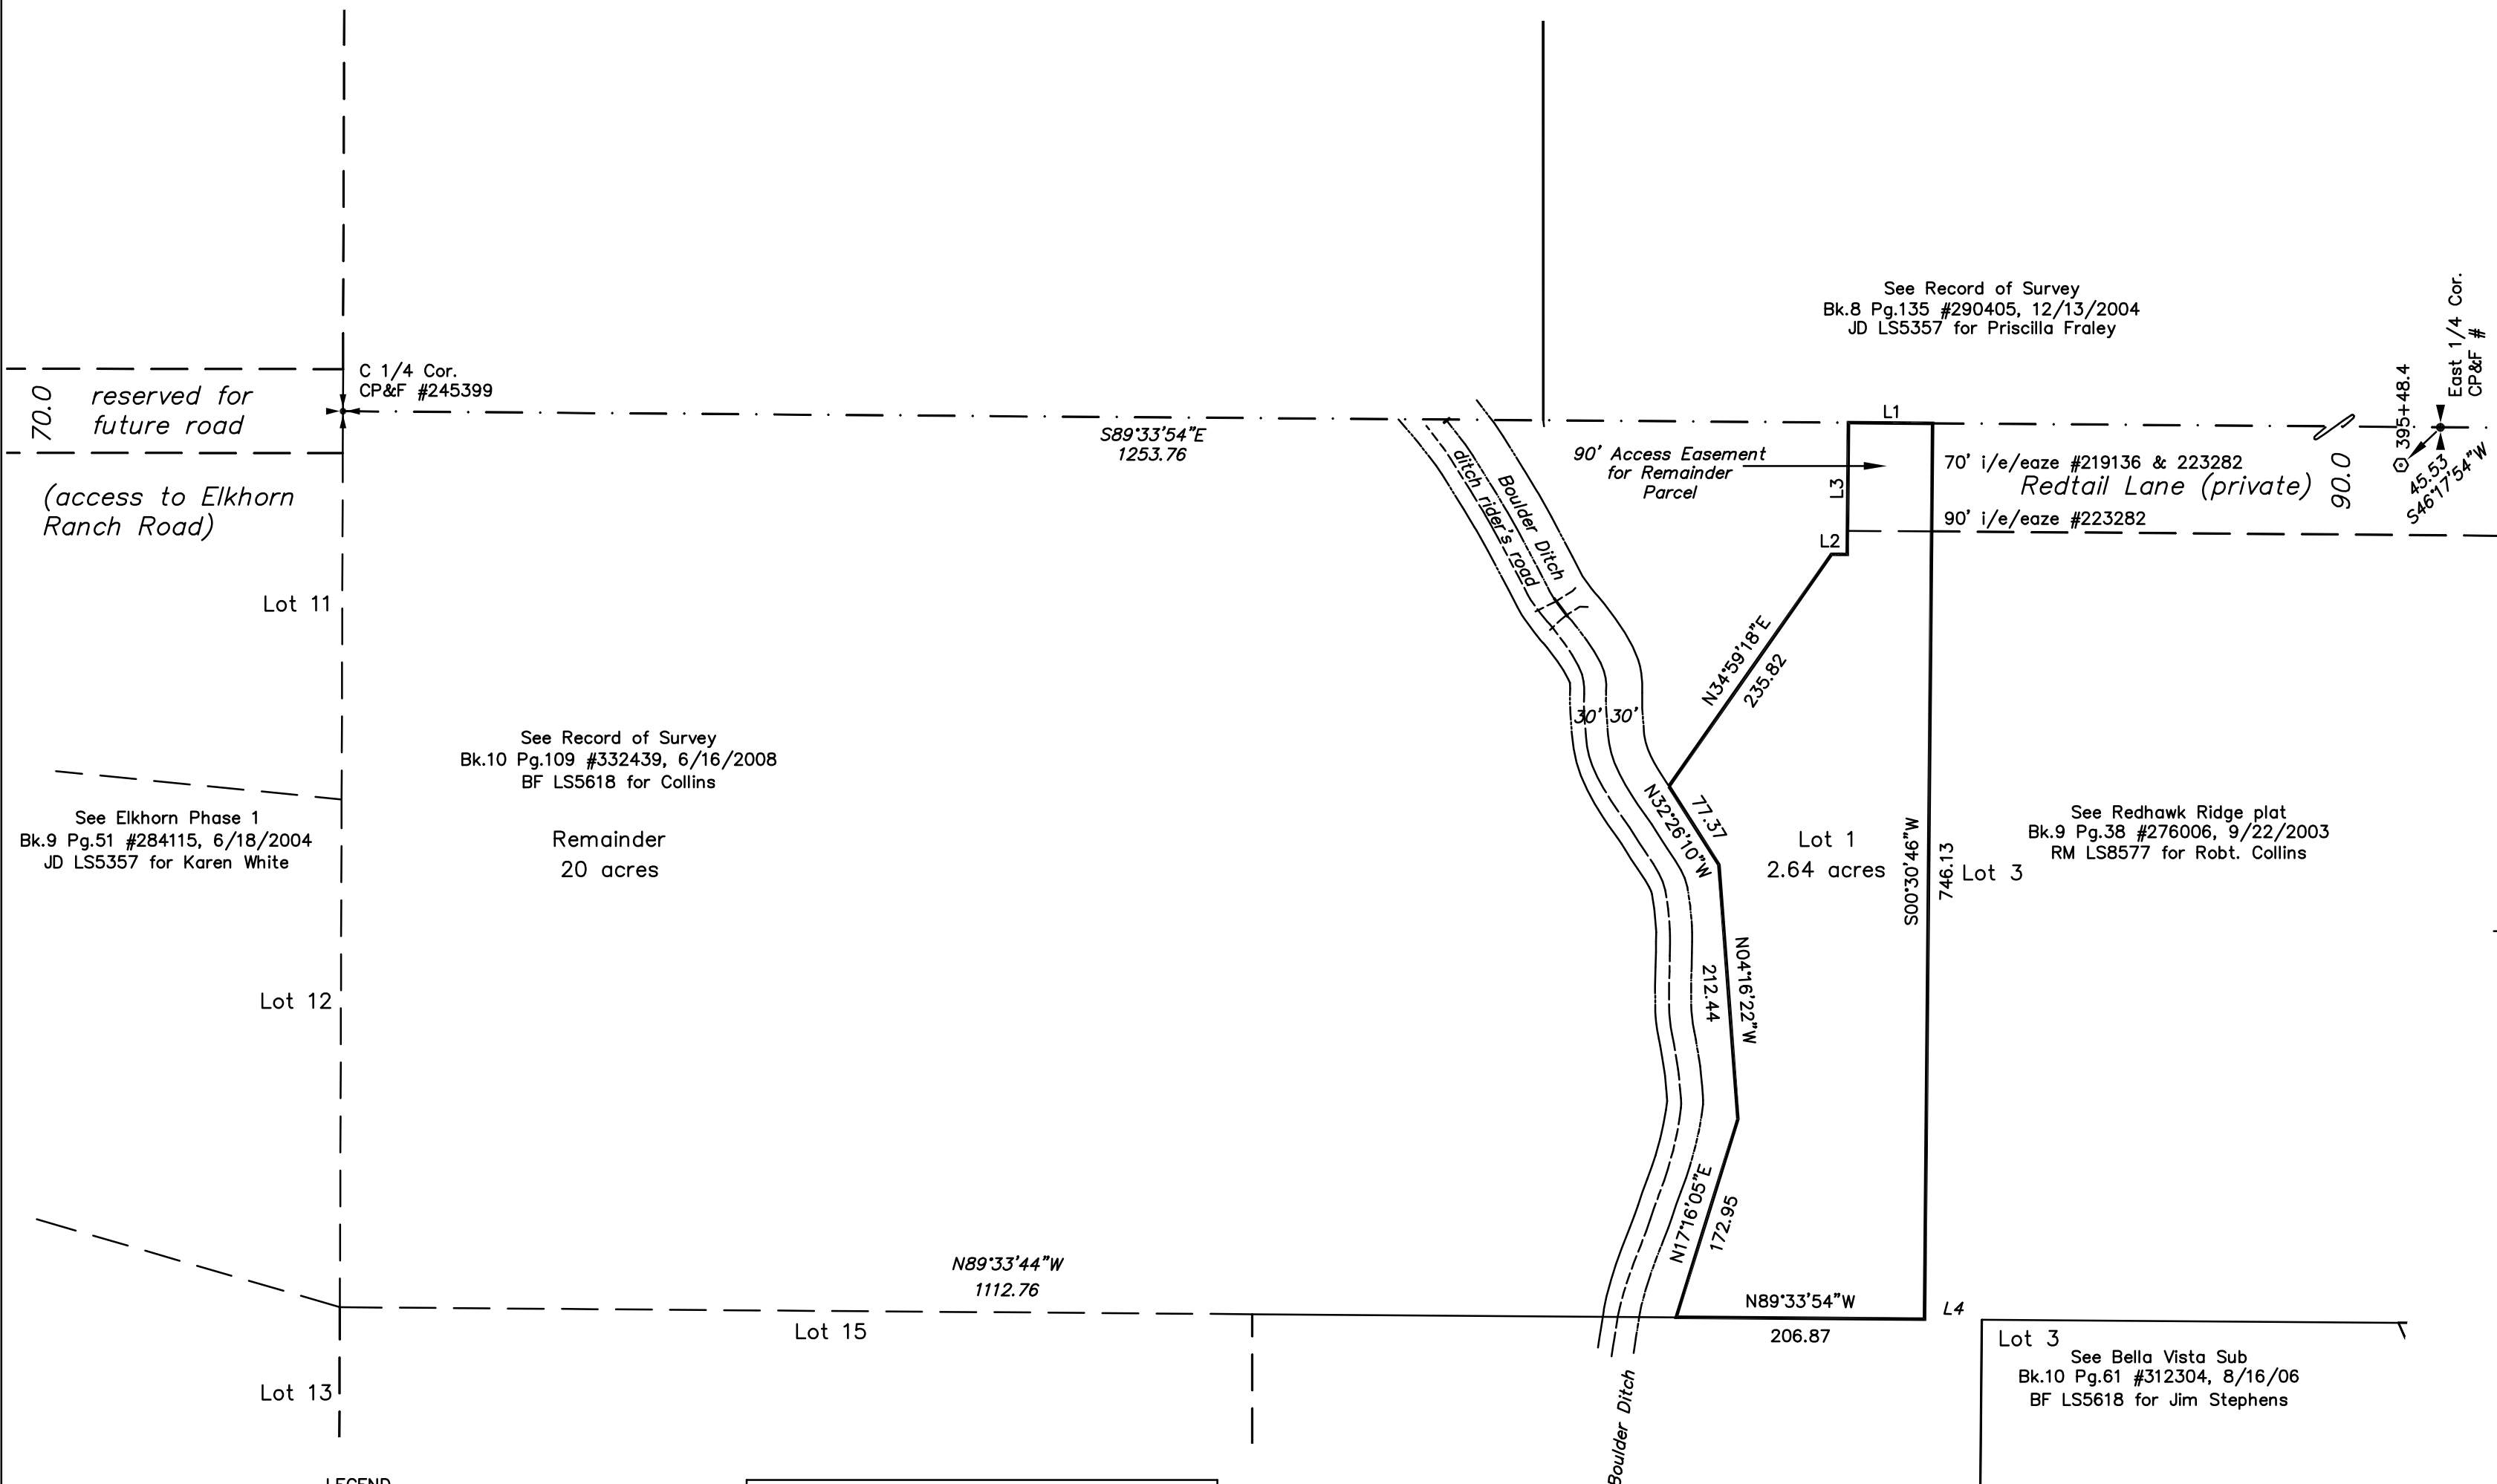 See Record of Survey
Bk.8 Pg.135 #290405, 12/13/2004
JD LS5357 for Priscilla Fraley
East 1/4 Cor.
CP&F #
395+48.4
45.53
S46°17'54"W
C 1/4 Cor.
CP&F #245399
70.0
reserved for
future road
(access to Elkhorn
Ranch Road)
S89°33'54"E
1253.76
L1
90' Access Easement
for Remainder
Parcel
L3
L2
70' i/e/eaze #219136 & 223282
Redtail Lane (private)
90.0
90' i/e/eaze #223282
Boulder Ditch
ditch rider's road
Lot 11
N34°59'18"E
235.82
30' 30'
See Record of Survey
Bk.10 Pg.109 #332439, 6/16/2008
BF LS5618 for Collins
Remainder
20 acres
See Elkhorn Phase 1
Bk.9 Pg.51 #284115, 6/18/2004
JD LS5357 for Karen White
N32°26'10"W
77.37
Lot 1
2.64 acres
S00°30'46"W
746.13
Lot 3
See Redhawk Ridge plat
Bk.9 Pg.38 #276006, 9/22/2003
RM LS8577 for Robt. Collins
N04°16'22"W
212.44
Lot 12
N17°16'05"E
172.95
N89°33'44"W
1112.76
N89°33'54"W
206.87
L4
Lot 15
Lot 3
See Bella Vista Sub
Bk.10 Pg.61 #312304, 8/16/06
BF LS5618 for Jim Stephens
Lot 13
Boulder Ditch
LEGEND